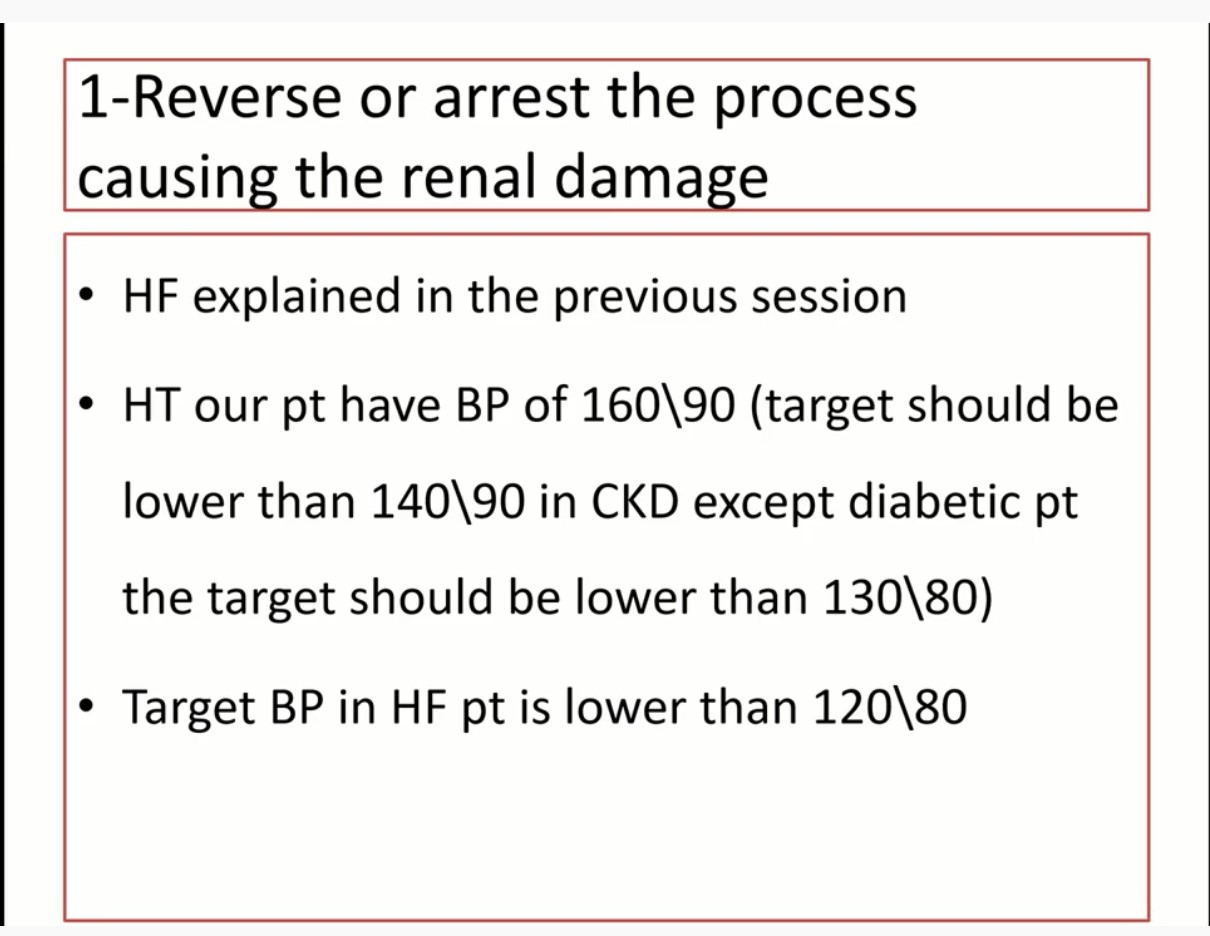 1-Reverse or arrest the process
causing the renal damage
• HF explained in the previous session
• HT our pt have BP of 160\90 (target should be
lower than 140\90 in CKD except diabetic pt
the target should be lower than 130\80)
• Target BP in HF pt is lower than 120\80